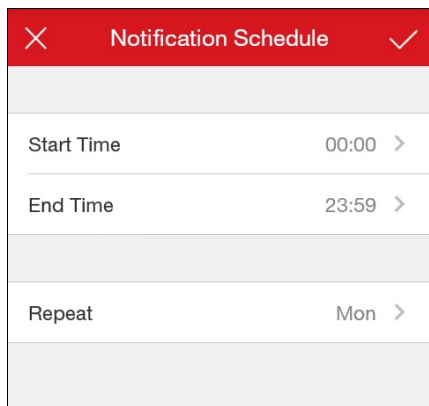 Notification Schedule
Start Time 00:00
End Time 23:59
Repeat Mon